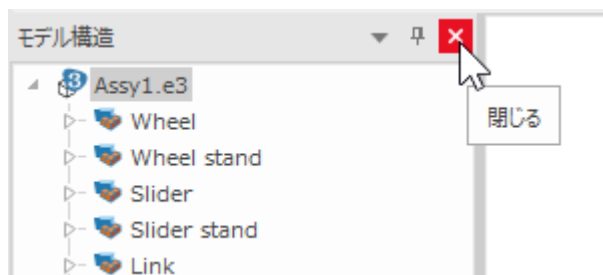 モデル構造
Assy1.e3
閉じる
Wheel
Wheel stand
Slider
Slider stand
Link